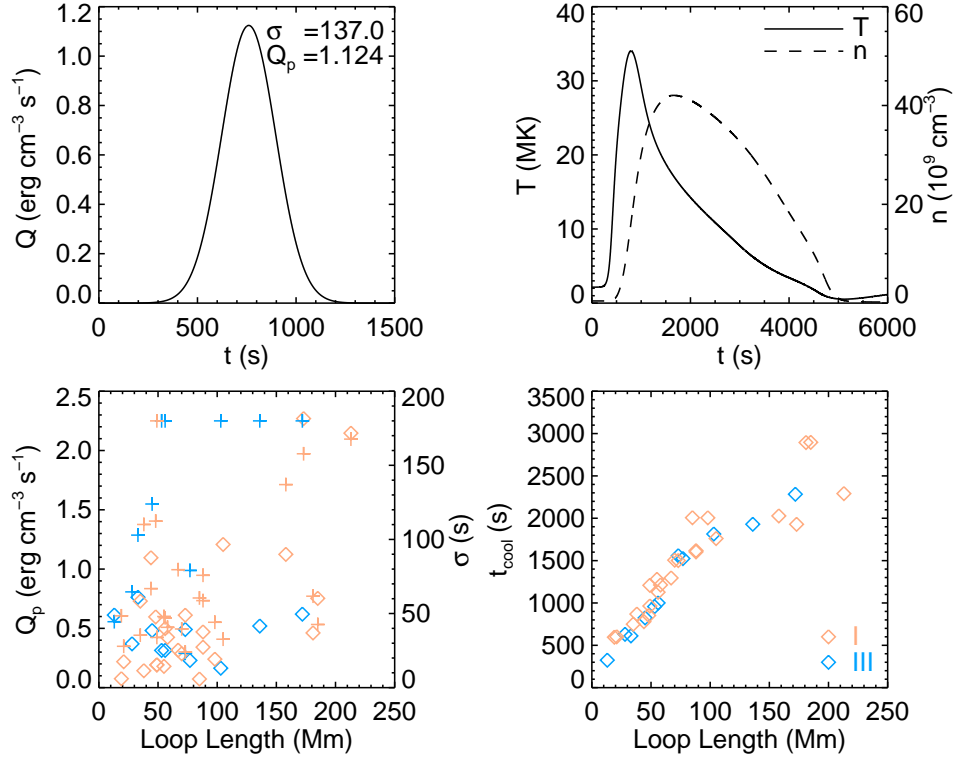 σ =137.0
Qp =1.124
Q (erg cm⁻³ s⁻¹)
1.2
1.0
0.8
0.6
0.4
0.2
0.0
0 500 1000 1500
t (s)
T
n
T (MK)
40
30
20
10
0
n (10⁹ cm⁻³)
60
40
20
0
0 2000 4000 6000
t (s)
Qp (erg cm⁻³ s⁻¹)
2.5
2.0
1.5
1.0
0.5
0.0
σ (s)
200
150
100
50
0
0 50 100 150 200 250
Loop Length (Mm)
tcool (s)
3500
3000
2500
2000
1500
1000
500
0
I
III
0 50 100 150 200 250
Loop Length (Mm)